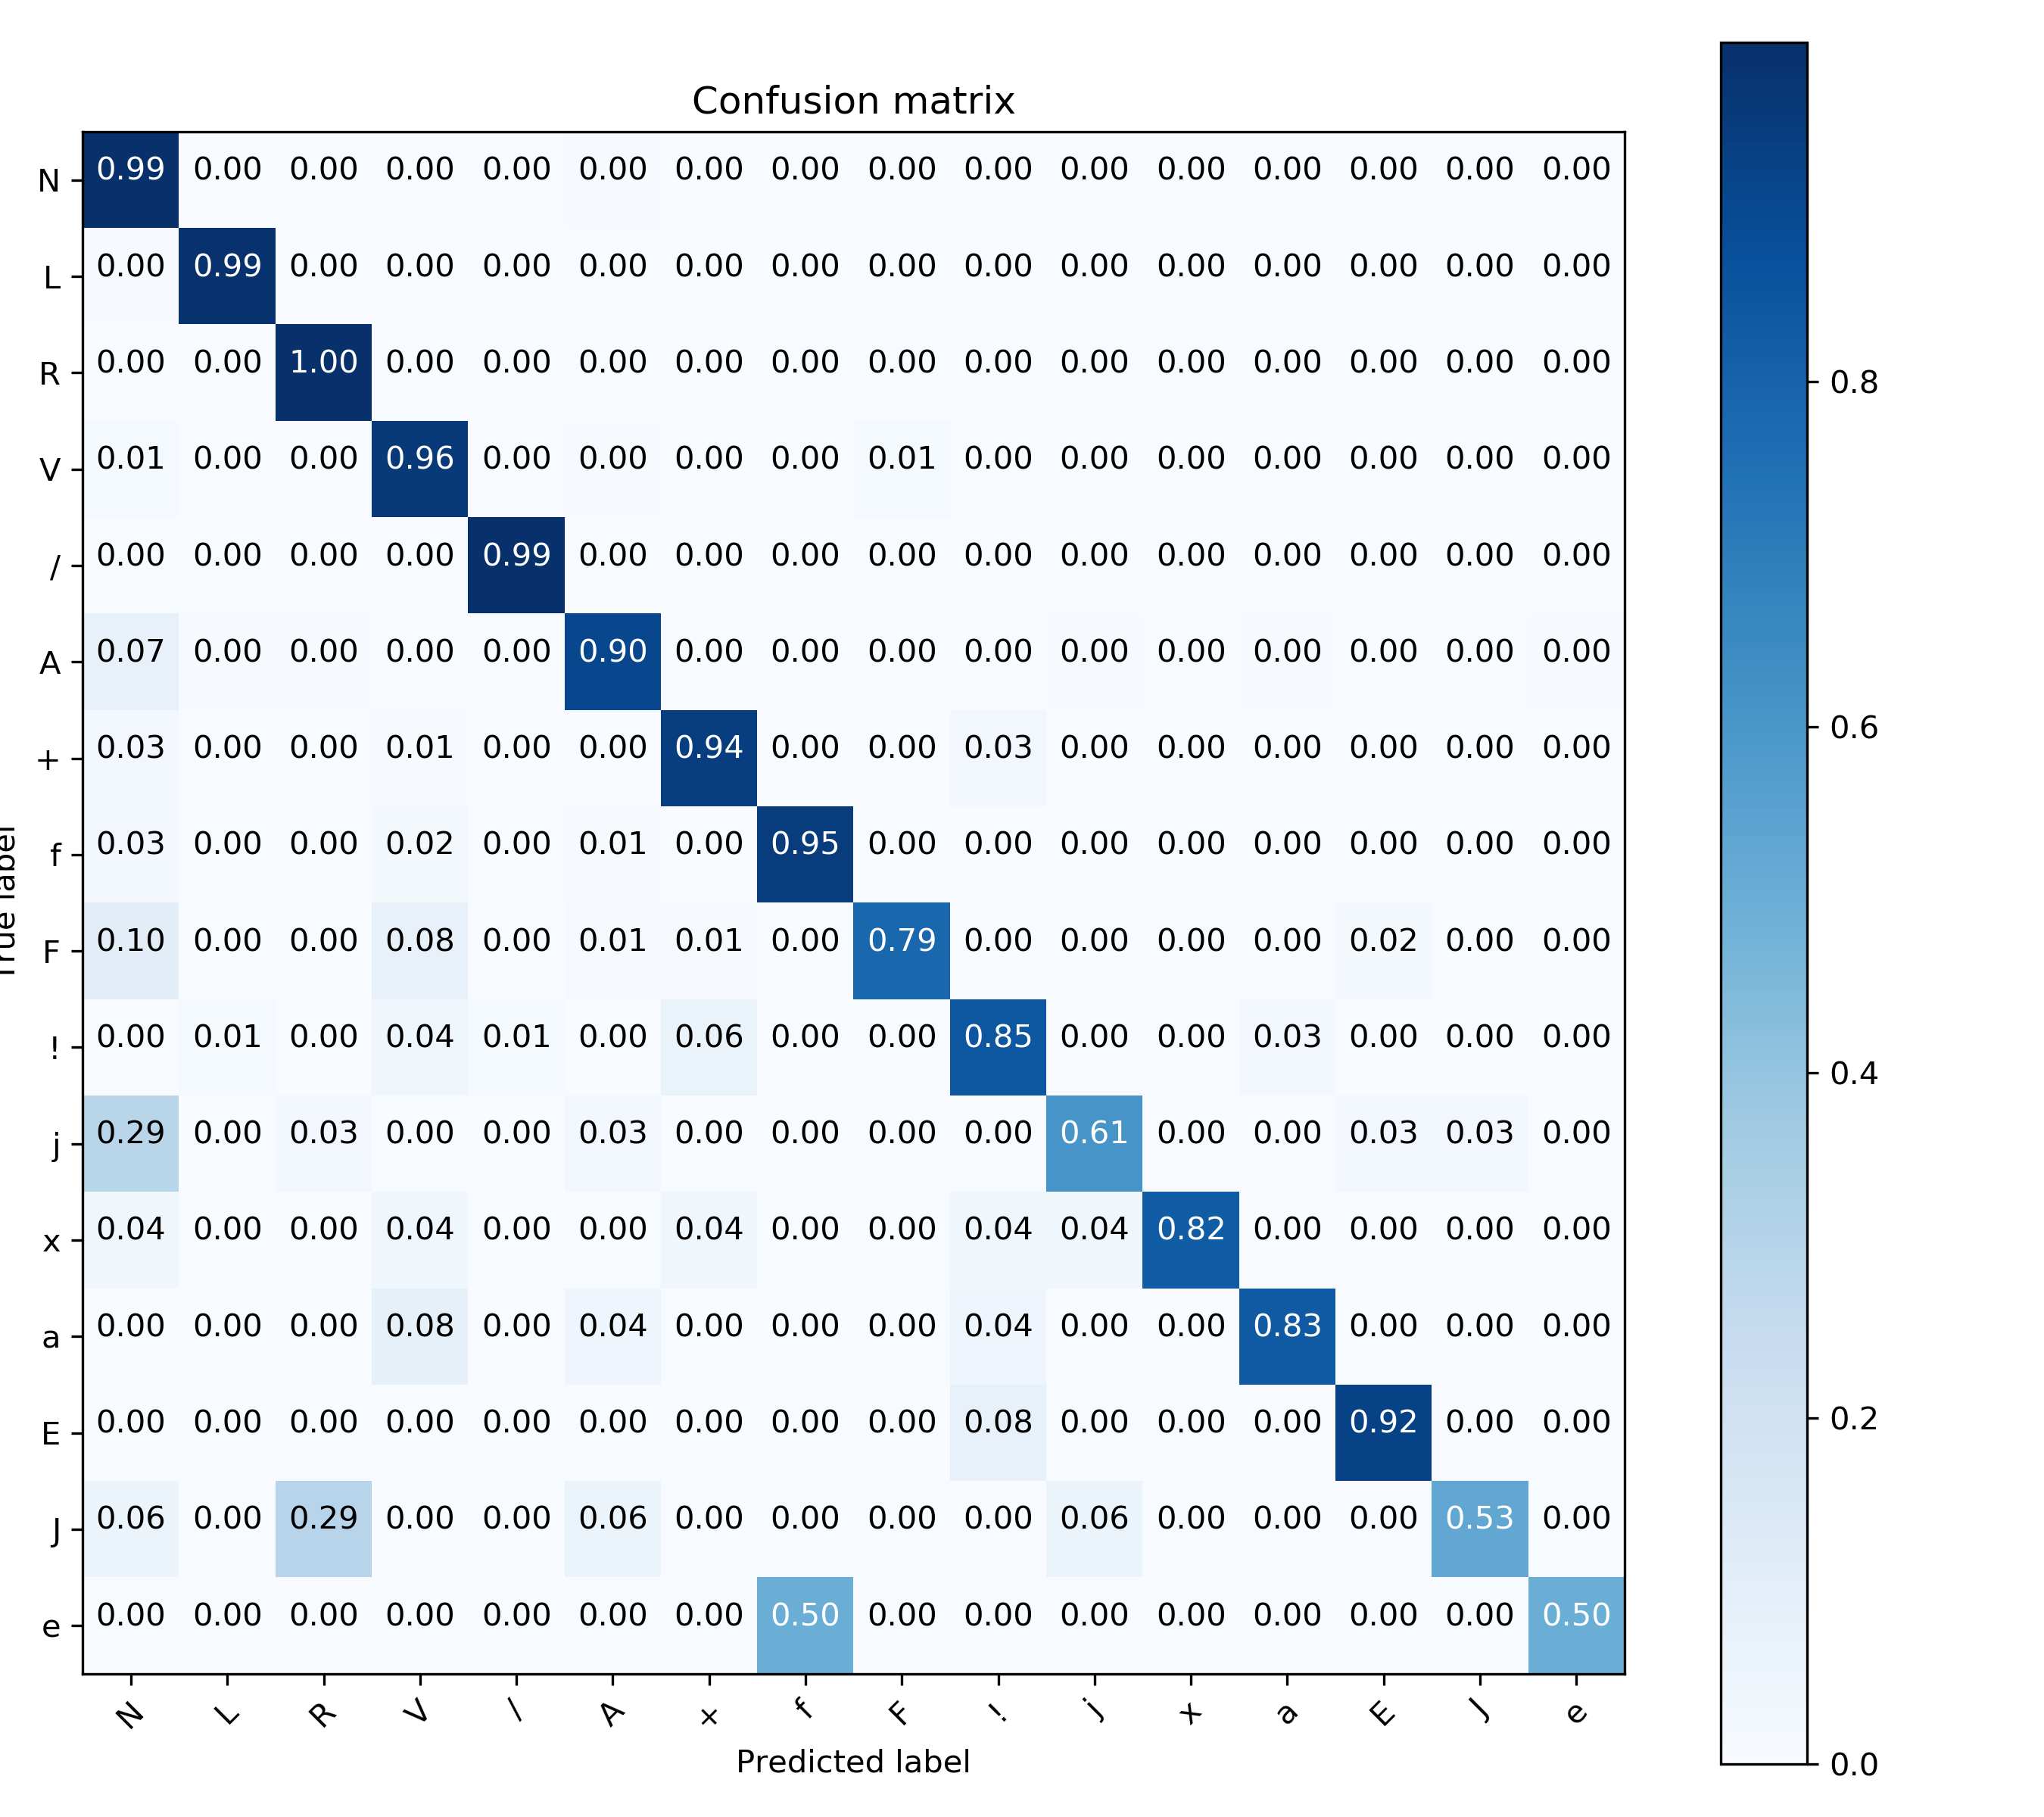 Confusion matrix
N 0.99 0.00 0.00 0.00 0.00 0.00 0.00 0.00 0.00 0.00 0.00 0.00 0.00 0.00 0.00 0.00
L 0.00 0.99 0.00 0.00 0.00 0.00 0.00 0.00 0.00 0.00 0.00 0.00 0.00 0.00 0.00 0.00
R 0.00 0.00 1.00 0.00 0.00 0.00 0.00 0.00 0.00 0.00 0.00 0.00 0.00 0.00 0.00 0.00
V 0.01 0.00 0.00 0.96 0.00 0.00 0.00 0.00 0.01 0.00 0.00 0.00 0.00 0.00 0.00 0.00
/ 0.00 0.00 0.00 0.00 0.99 0.00 0.00 0.00 0.00 0.00 0.00 0.00 0.00 0.00 0.00 0.00
A 0.07 0.00 0.00 0.00 0.00 0.90 0.00 0.00 0.00 0.00 0.00 0.00 0.00 0.00 0.00 0.00
+ 0.03 0.00 0.00 0.01 0.00 0.00 0.94 0.00 0.00 0.03 0.00 0.00 0.00 0.00 0.00 0.00
f 0.03 0.00 0.00 0.02 0.00 0.01 0.00 0.95 0.00 0.00 0.00 0.00 0.00 0.00 0.00 0.00
F 0.10 0.00 0.00 0.08 0.00 0.01 0.01 0.00 0.79 0.00 0.00 0.00 0.00 0.02 0.00 0.00
! 0.00 0.01 0.00 0.04 0.01 0.00 0.06 0.00 0.00 0.85 0.00 0.00 0.03 0.00 0.00 0.00
j 0.29 0.00 0.03 0.00 0.00 0.03 0.00 0.00 0.00 0.00 0.61 0.00 0.00 0.03 0.03 0.00
x 0.04 0.00 0.00 0.04 0.00 0.00 0.04 0.00 0.00 0.04 0.04 0.82 0.00 0.00 0.00 0.00
a 0.00 0.00 0.00 0.08 0.00 0.04 0.00 0.00 0.00 0.04 0.00 0.00 0.83 0.00 0.00 0.00
E 0.00 0.00 0.00 0.00 0.00 0.00 0.00 0.00 0.00 0.08 0.00 0.00 0.00 0.92 0.00 0.00
J 0.06 0.00 0.29 0.00 0.00 0.06 0.00 0.00 0.00 0.00 0.06 0.00 0.00 0.00 0.53 0.00
e 0.00 0.00 0.00 0.00 0.00 0.00 0.00 0.50 0.00 0.00 0.00 0.00 0.00 0.00 0.00 0.50
N L R V / A + f F ! j x a E J e
Predicted label
True label
0.8
0.6
0.4
0.2
0.0